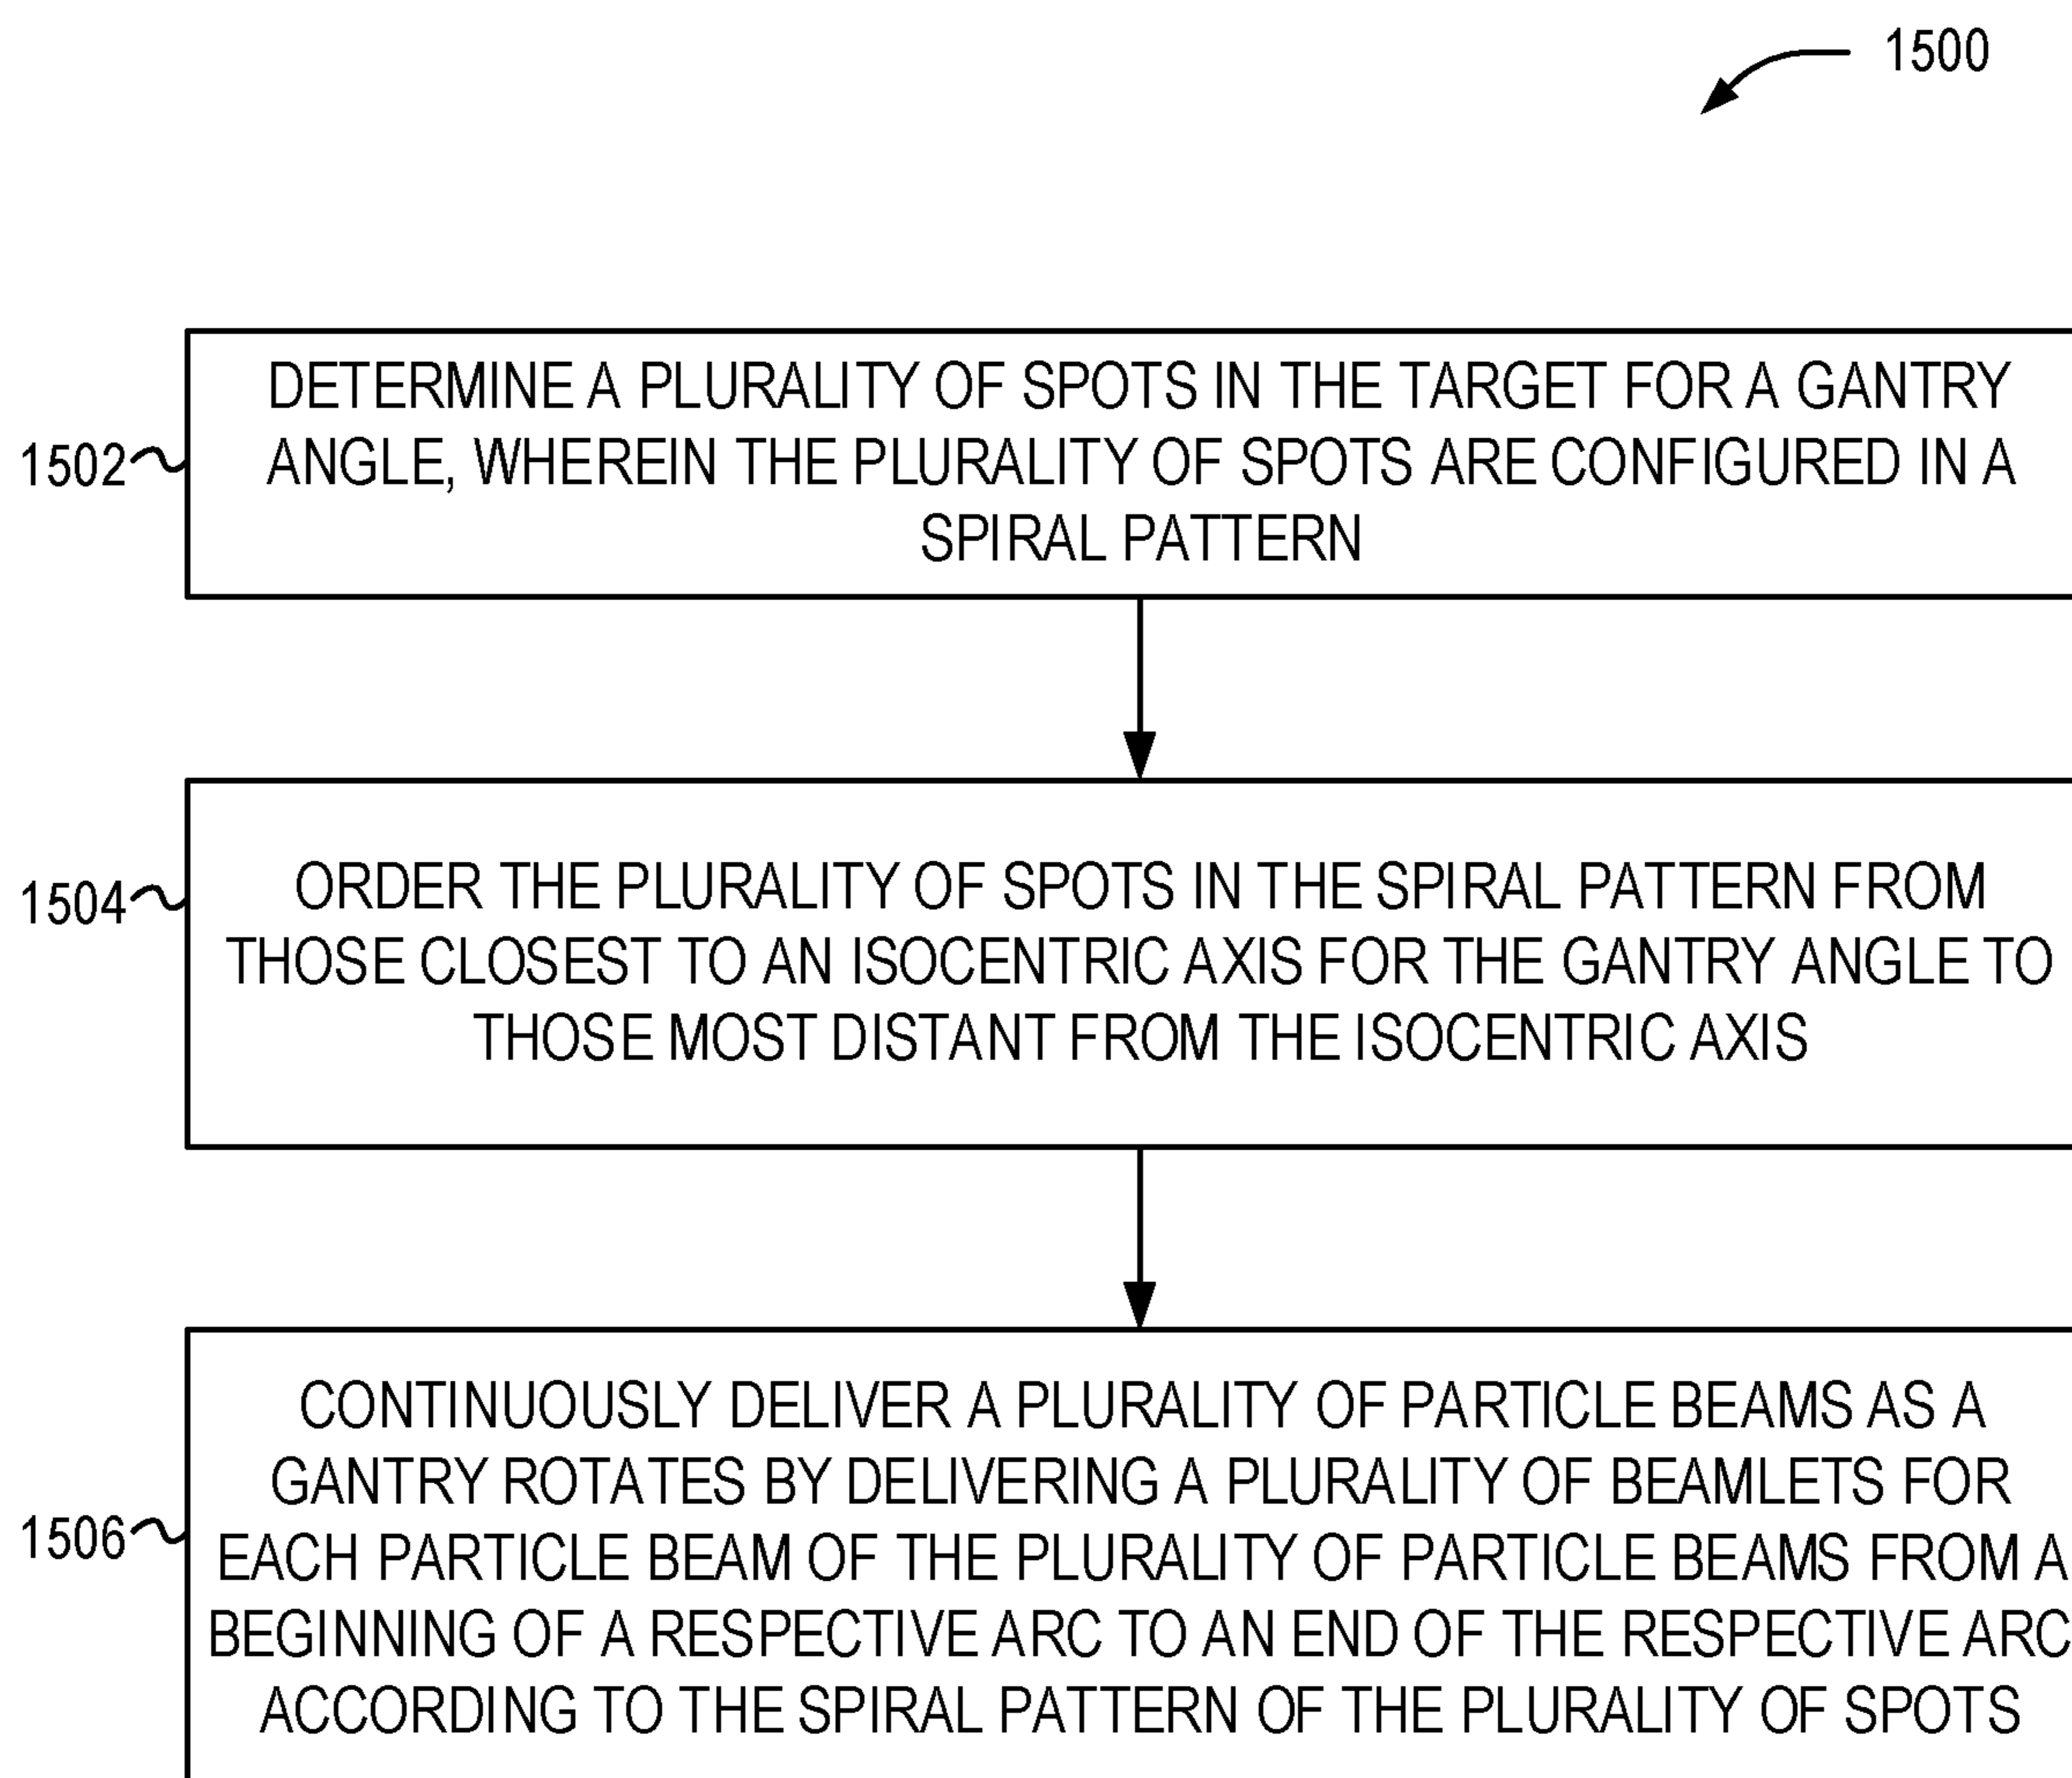 1500
DETERMINE A PLURALITY OF SPOTS IN THE TARGET FOR A GANTRY
ANGLE, WHEREIN THE PLURALITY OF SPOTS ARE CONFIGURED IN A
SPIRAL PATTERN
1502
ORDER THE PLURALITY OF SPOTS IN THE SPIRAL PATTERN FROM
THOSE CLOSEST TO AN ISOCENTRIC AXIS FOR THE GANTRY ANGLE TO
THOSE MOST DISTANT FROM THE ISOCENTRIC AXIS
1504
CONTINUOUSLY DELIVER A PLURALITY OF PARTICLE BEAMS AS A
GANTRY ROTATES BY DELIVERING A PLURALITY OF BEAMLETS FOR
EACH PARTICLE BEAM OF THE PLURALITY OF PARTICLE BEAMS FROM A
BEGINNING OF A RESPECTIVE ARC TO AN END OF THE RESPECTIVE ARC
ACCORDING TO THE SPIRAL PATTERN OF THE PLURALITY OF SPOTS
1506